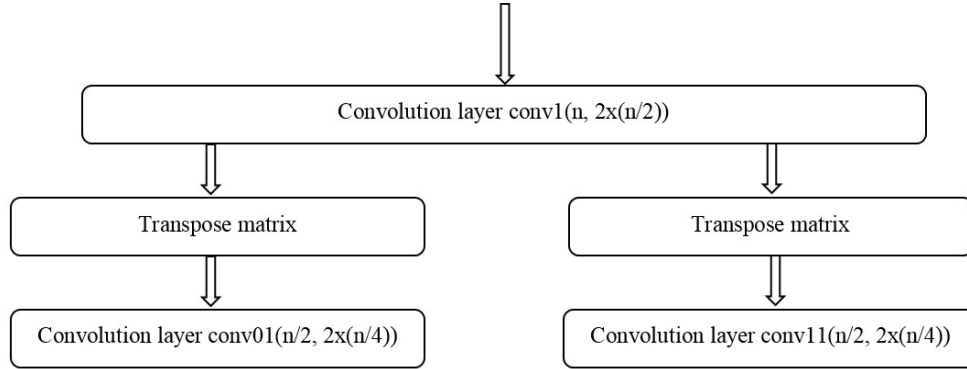 Convolution layer conv1(n, 2x(n/2))
Transpose matrix
Transpose matrix
Convolution layer conv01(n/2, 2x(n/4))
Convolution layer conv11(n/2, 2x(n/4))